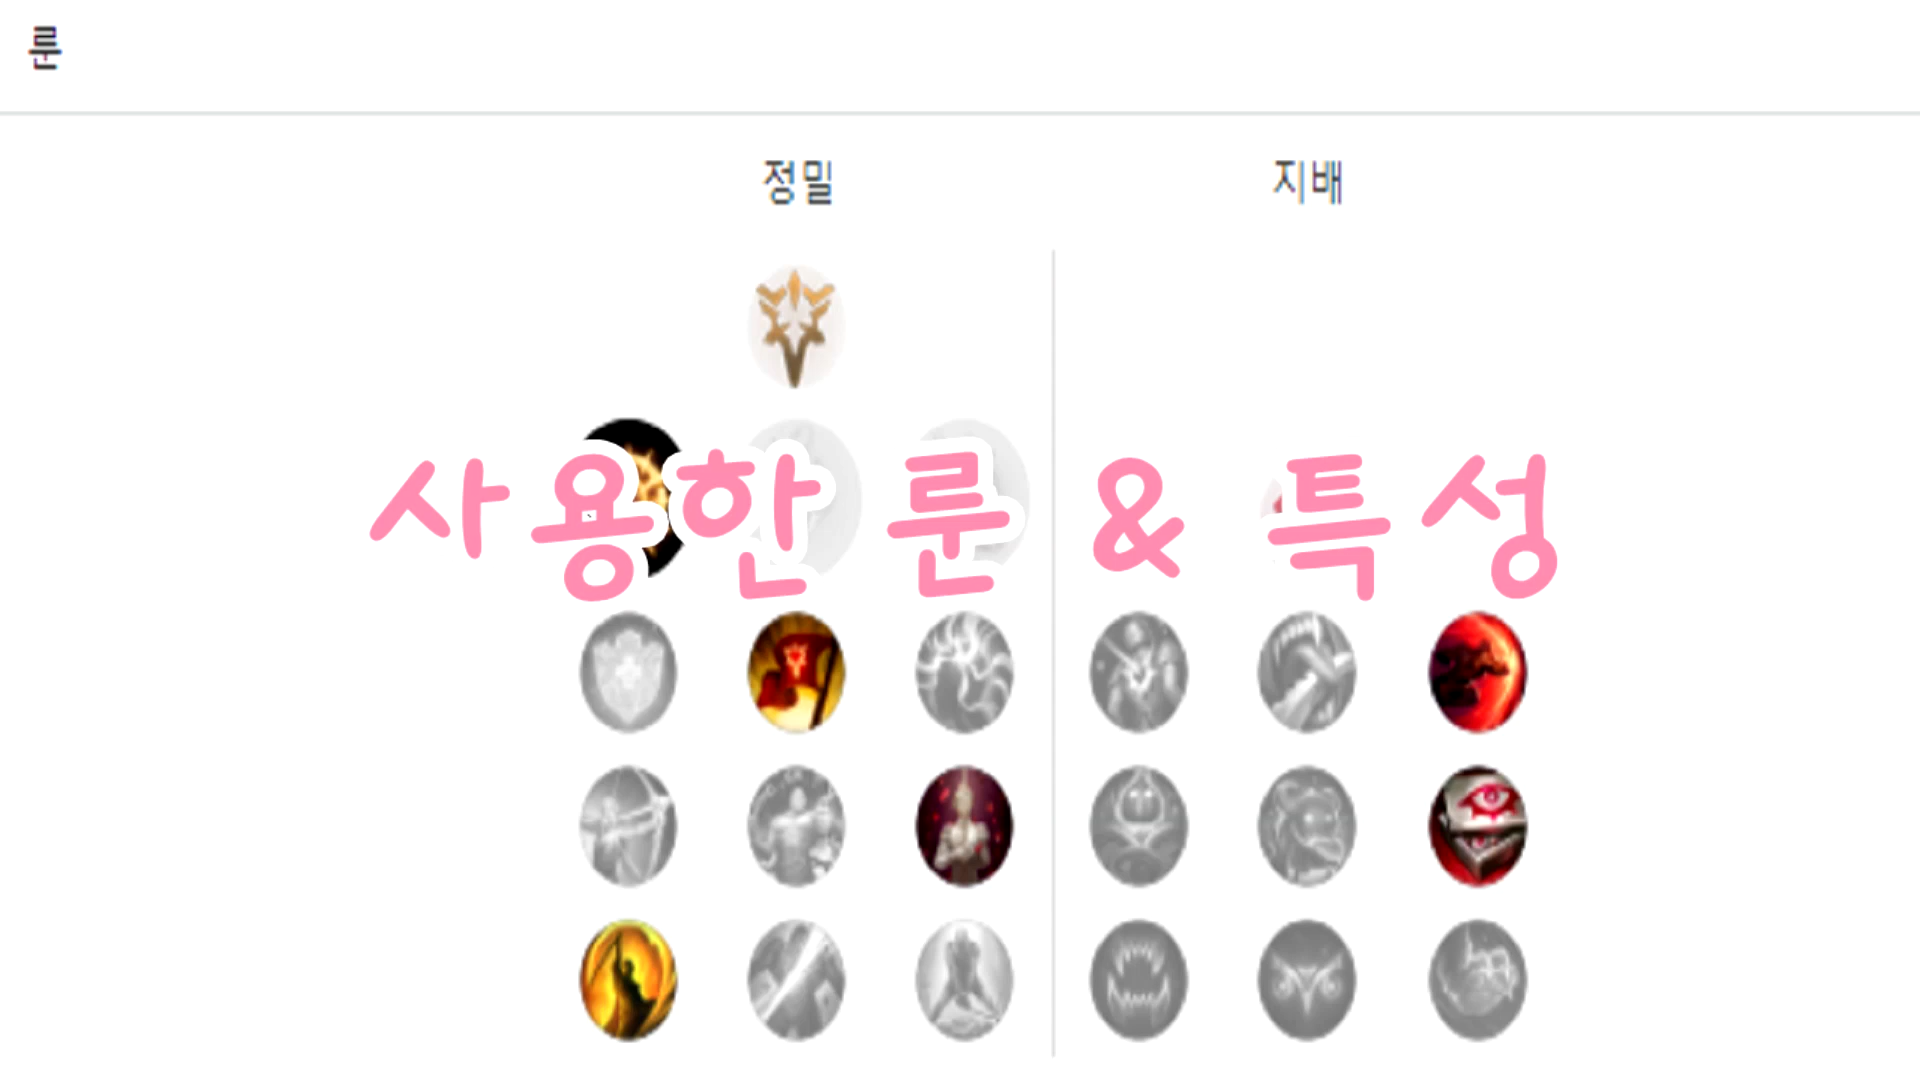 룬
정밀 지배
사용한 룬 & 특성